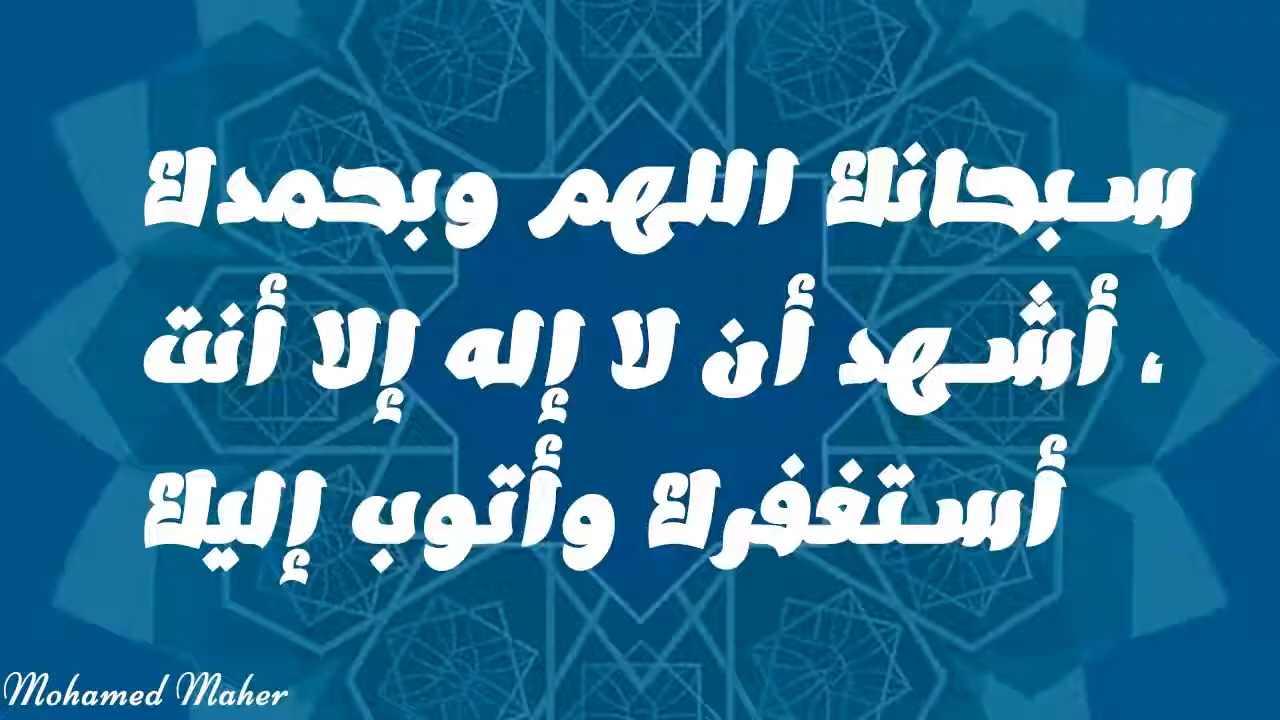 سبحانك اللهم وبحمدك
، أشهد أن لا إله إلا أنت
أستغفرك وأتوب إليك
Mohamed Maher